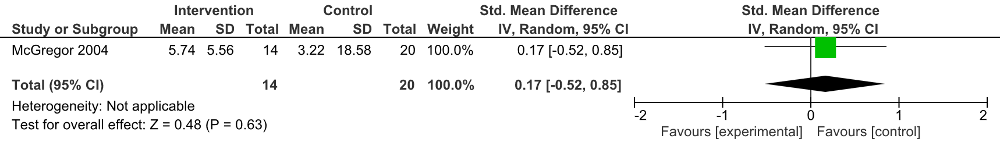 Intervention Control Std. Mean Difference Std. Mean Difference
Study or Subgroup Mean SD Total Mean SD Total Weight IV, Random, 95% CI IV, Random, 95% CI
McGregor 2004 5.74 5.56 14 3.22 18.58 20 100.0% 0.17 [-0.52, 0.85]
Total (95% CI) 14 20 100.0% 0.17 [-0.52, 0.85]
Heterogeneity: Not applicable
Test for overall effect: Z = 0.48 (P = 0.63)
-2 -1 0 1 2
Favours [experimental] Favours [control]